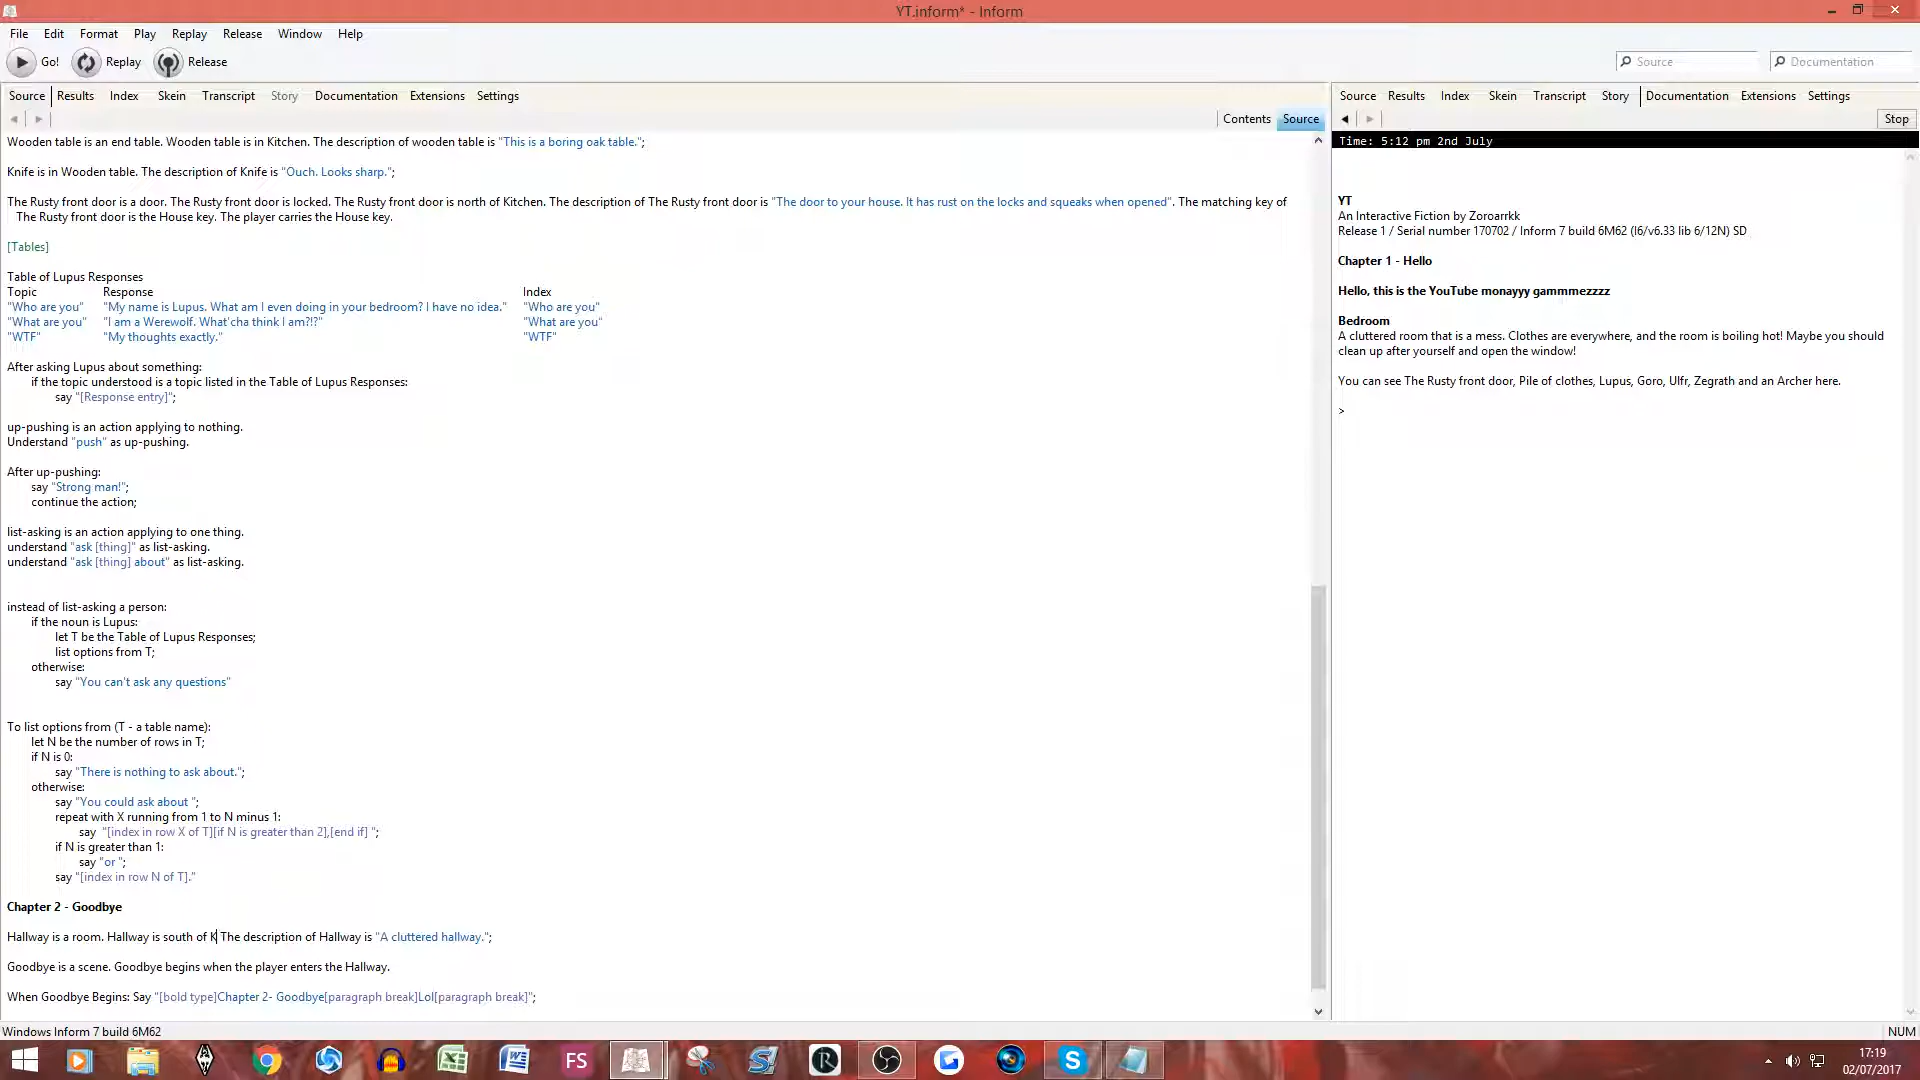 YT.inform* - Inform
File Edit Format Play Replay Release Window Help
Go! Replay Release
Source Documentation
Source Results Index Skein Transcript Story Documentation Extensions Settings
Contents Source
Wooden table is an end table. Wooden table is in Kitchen. The description of wooden table is "This is a boring oak table.";
Knife is in Wooden table. The description of Knife is "Ouch. Looks sharp.";
The Rusty front door is a door. The Rusty front door is locked. The Rusty front door is north of Kitchen. The description of The Rusty front door is "The door to your house. It has rust on the locks and squeaks when opened". The matching key of
The Rusty front door is the House key. The player carries the House key.
[Tables]
Table of Lupus Responses
Topic Response Index
"Who are you" "My name is Lupus. What am I even doing in your bedroom? I have no idea." "Who are you"
"What are you" "I am a Werewolf. What'cha think I am?!?" "What are you"
"WTF" "My thoughts exactly." "WTF"
After asking Lupus about something:
if the topic understood is a topic listed in the Table of Lupus Responses:
say "[Response entry]";
up-pushing is an action applying to nothing.
Understand "push" as up-pushing.
After up-pushing:
say "Strong man!";
continue the action;
list-asking is an action applying to one thing.
understand "ask [thing]" as list-asking.
understand "ask [thing] about" as list-asking.
instead of list-asking a person:
if the noun is Lupus:
let T be the Table of Lupus Responses;
list options from T;
otherwise:
say "You can't ask any questions"
To list options from (T - a table name):
let N be the number of rows in T;
if N is 0:
say "There is nothing to ask about.";
otherwise:
say "You could ask about ";
repeat with X running from 1 to N minus 1:
say "[index in row X of T][if N is greater than 2],[end if] ";
if N is greater than 1:
say "or ";
say "[index in row N of T]."
Chapter 2 - Goodbye
Hallway is a room. Hallway is south of K The description of Hallway is "A cluttered hallway.";
Goodbye is a scene. Goodbye begins when the player enters the Hallway.
When Goodbye Begins: Say "[bold type]Chapter 2- Goodbye[paragraph break]Lol[paragraph break]";
Source Results Index Skein Transcript Story Documentation Extensions Settings
Stop
Time: 5:12 pm 2nd July
YT
An Interactive Fiction by Zoroarrkk
Release 1 / Serial number 170702 / Inform 7 build 6M62 (I6/v6.33 lib 6/12N) SD
Chapter 1 - Hello
Hello, this is the YouTube monayyy gammmezzzz
Bedroom
A cluttered room that is a mess. Clothes are everywhere, and the room is boiling hot! Maybe you should
clean up after yourself and open the window!
You can see The Rusty front door, Pile of clothes, Lupus, Goro, Ulfr, Zegrath and an Archer here.
>
Windows Inform 7 build 6M62
NUM
FS
17:19
02/07/2017